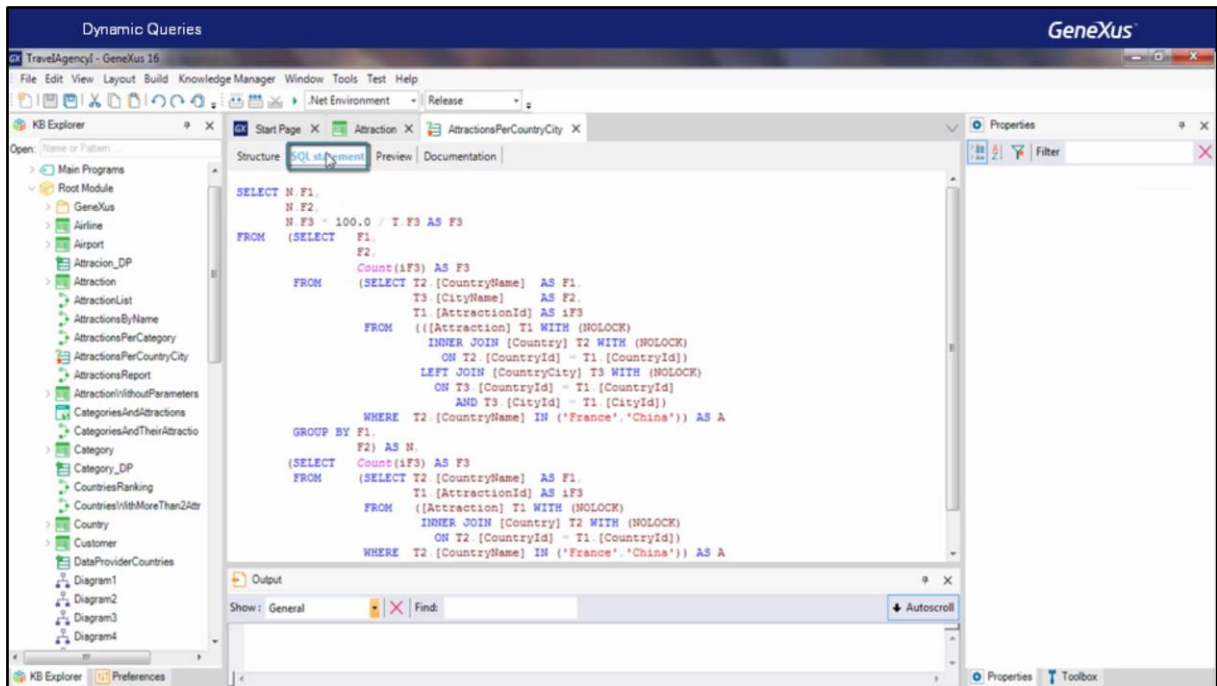 Dynamic Queries
GeneXus
GX TravelAgencyI - GeneXus 16
File Edit View Layout Build Knowledge Manager Window Tools Test Help
.Net Environment Release
KB Explorer
Start Page Attraction AttractionsPerCountryCity
Properties
Open: Name or Pattern ...
Structure SQL statement Preview Documentation
Filter
Main Programs
Root Module
GeneXus
Airline
Airport
Attracion_DP
Attraction
AttractionList
AttractionsByName
AttractionsPerCategory
AttractionsPerCountryCity
AttractionsReport
AttractionWithoutParameters
CategoriesAndAttractions
CategoriesAndTheirAttractio
Category
Category_DP
CountriesRanking
CountriesWithMoreThan2Attr
Country
Customer
DataProviderCountries
Diagram1
Diagram2
Diagram3
Diagram4
SELECT N.F1,
N.F2,
N.F3 * 100.0 / T.F3 AS F3
FROM (SELECT F1,
F2,
Count(iF3) AS F3
FROM (SELECT T2.[CountryName] AS F1,
T3.[CityName] AS F2,
T1.[AttractionId] AS iF3
FROM (([Attraction] T1 WITH (NOLOCK)
INNER JOIN [Country] T2 WITH (NOLOCK)
ON T2.[CountryId] = T1.[CountryId])
LEFT JOIN [CountryCity] T3 WITH (NOLOCK)
ON T3.[CountryId] = T1.[CountryId]
AND T3.[CityId] = T1.[CityId])
WHERE T2.[CountryName] IN ('France','China')) AS A
GROUP BY F1,
F2) AS N,
(SELECT Count(iF3) AS F3
FROM (SELECT T2.[CountryName] AS F1,
T1.[AttractionId] AS iF3
FROM ([Attraction] T1 WITH (NOLOCK)
INNER JOIN [Country] T2 WITH (NOLOCK)
ON T2.[CountryId] = T1.[CountryId])
WHERE T2.[CountryName] IN ('France','China')) AS A
Output
Show: General Find: Autoscroll
KB Explorer Preferences
Properties Toolbox